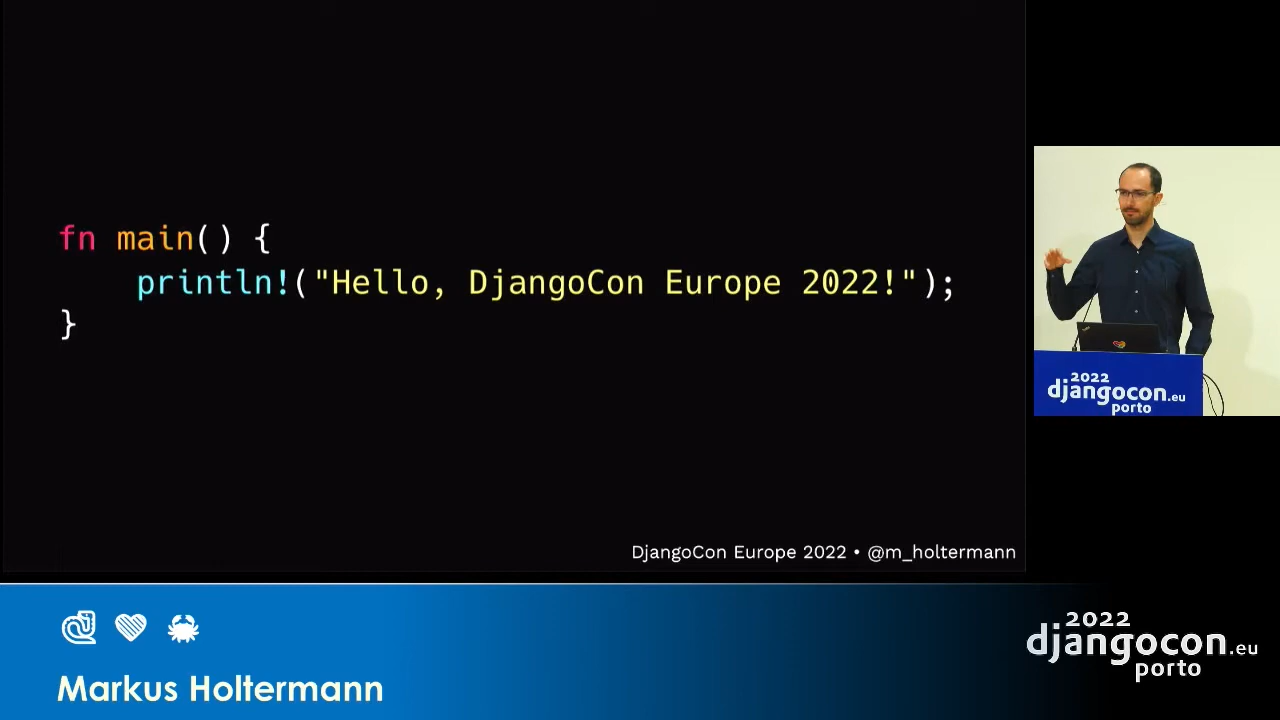 fn main() {
    println!("Hello, DjangoCon Europe 2022!");
}
DjangoCon Europe 2022 • @m_holtermann
2022
djangocon.eu
porto
Markus Holtermann
2022
djangocon.eu
porto